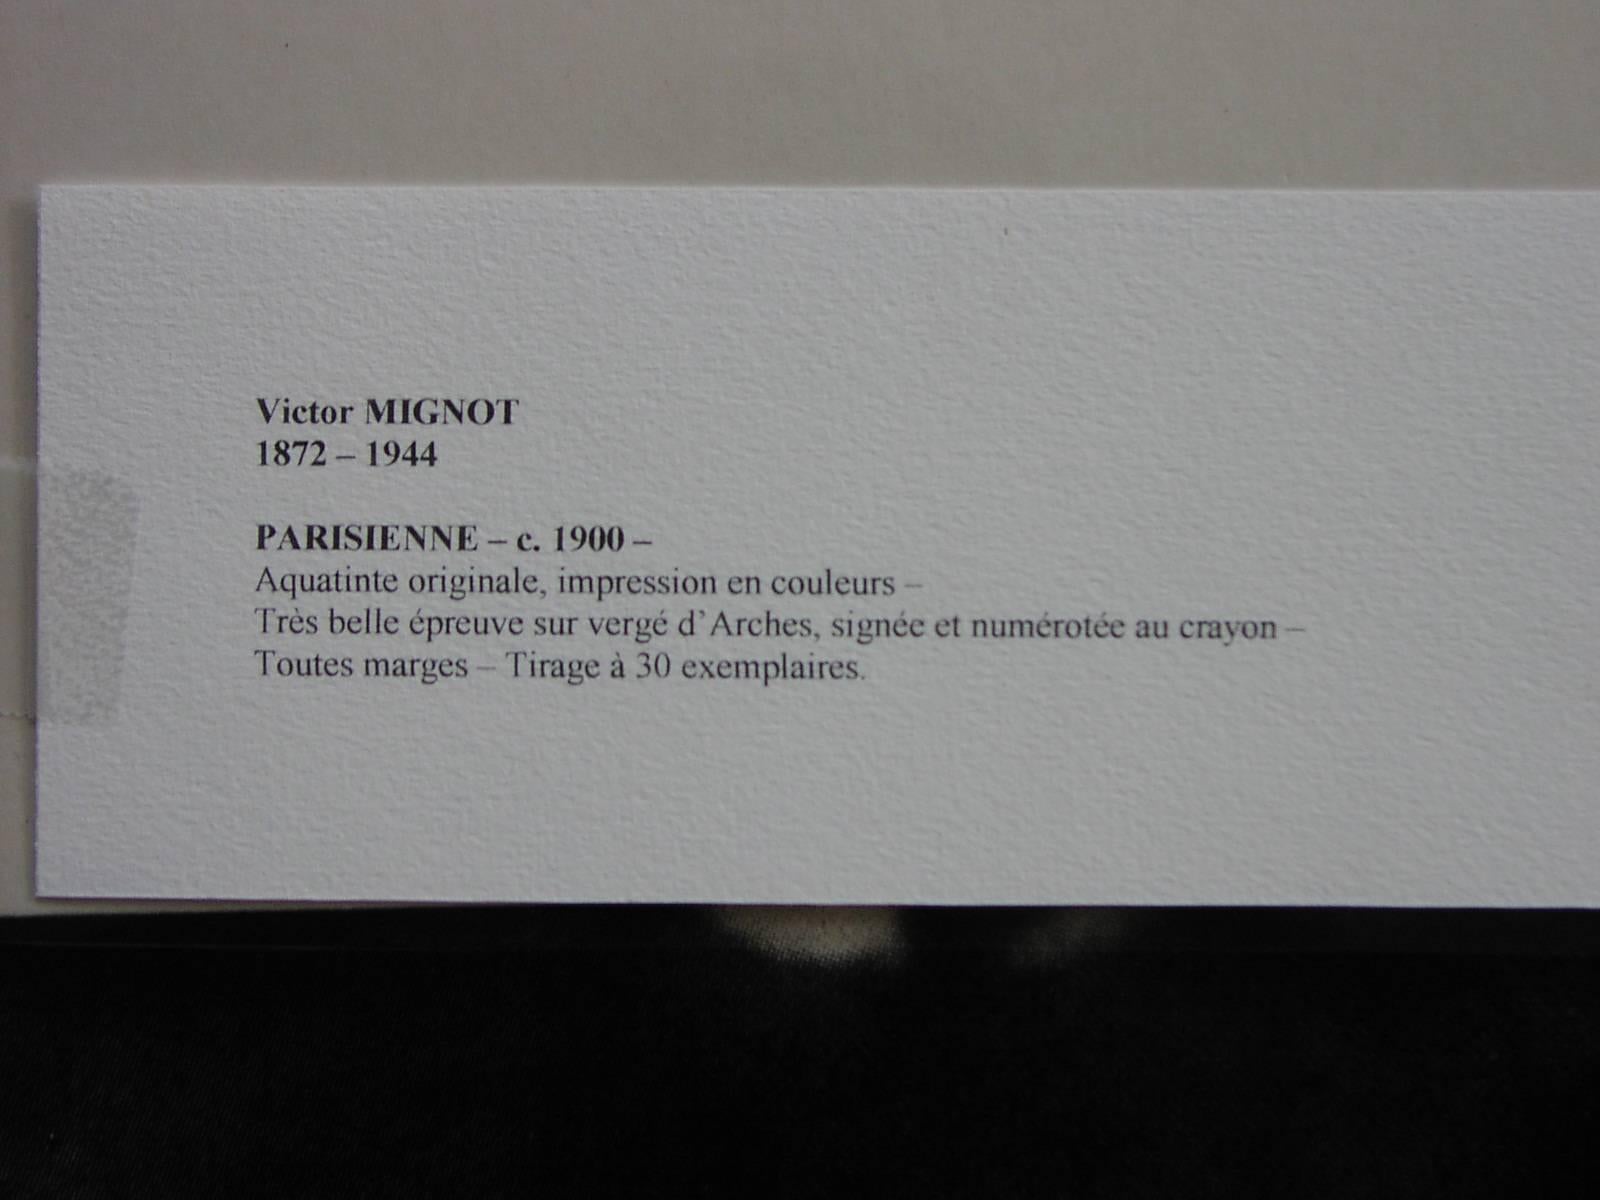 Victor MIGNOT
1872 – 1944
PARISIENNE – c. 1900 –
Aquatinte originale, impression en couleurs –
Très belle épreuve sur vergé d’Arches, signée et numérotée au crayon –
Toutes marges – Tirage à 30 exemplaires.